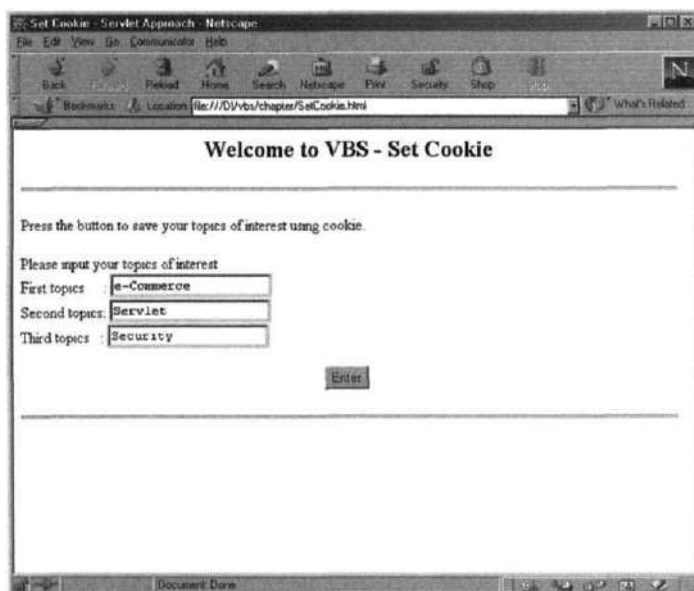 Set Cookie - Servlet Approach - Netscape
File Edit View Go Communicator Help
Back Reload Home Search Netscape Print Security Shop
Bookmarks Location file:///D|/vbs/chapter/SetCookie.html What's Related
Welcome to VBS - Set Cookie
Press the button to save your topics of interest using cookie.
Please input your topics of interest
First topics : e-Commerce
Second topics: Servlet
Third topics : Security
Enter
Document Done